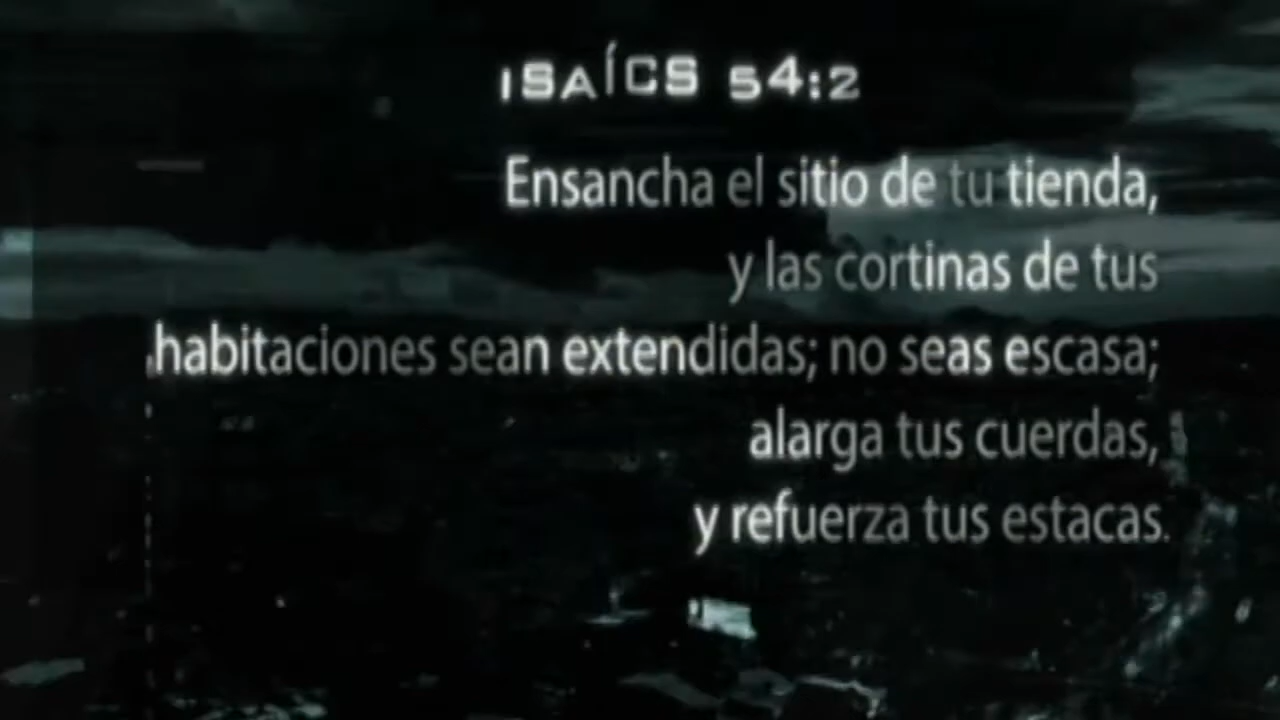 ISAÍCS 54:2
Ensancha el sitio de tu tienda,
y las cortinas de tus
habitaciones sean extendidas; no seas escasa;
alarga tus cuerdas,
y refuerza tus estacas.